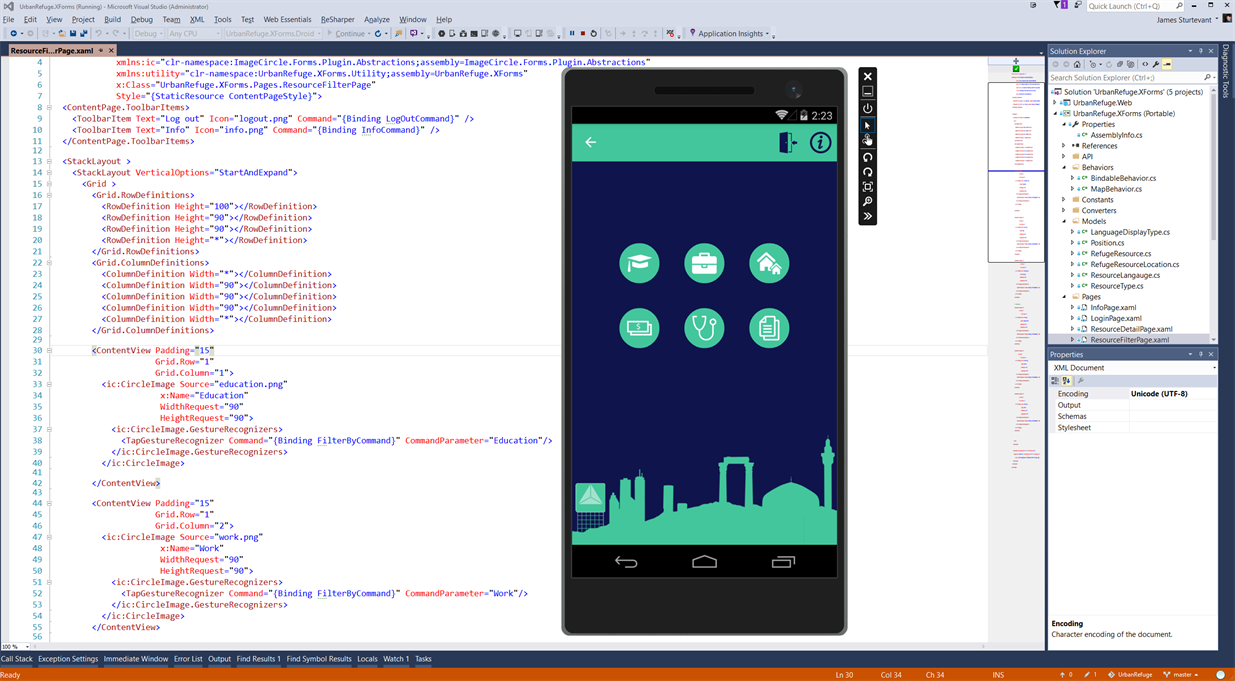 UrbanRefuge.XForms (Running) - Microsoft Visual Studio (Administrator)
Quick Launch (Ctrl+Q)
File Edit View Project Build Debug Team XML Tools Test Web Essentials ReSharper Analyze Window Help
James Sturtevant
Debug Any CPU UrbanRefuge.XForms.Droid Continue Application Insights
ResourceFi...rPage.xaml
4 xmlns:ic="clr-namespace:ImageCircle.Forms.Plugin.Abstractions;assembly=ImageCircle.Forms.Plugin.Abstractions"
5 xmlns:utility="clr-namespace:UrbanRefuge.XForms.Utility;assembly=UrbanRefuge.XForms"
6 x:Class="UrbanRefuge.XForms.Pages.ResourceFilterPage"
7 Style="{StaticResource ContentPageStyle}">
8 <ContentPage.ToolbarItems>
9 <ToolbarItem Text="Log out" Icon="logout.png" Command="{Binding LogOutCommand}" />
10 <ToolbarItem Text="Info" Icon="info.png" Command="{Binding InfoCommand}" />
11 </ContentPage.ToolbarItems>
12
13 <StackLayout >
14 <StackLayout VerticalOptions="StartAndExpand">
15 <Grid >
16 <Grid.RowDefinitions>
17 <RowDefinition Height="100"></RowDefinition>
18 <RowDefinition Height="90"></RowDefinition>
19 <RowDefinition Height="90"></RowDefinition>
20 <RowDefinition Height="*"></RowDefinition>
21 </Grid.RowDefinitions>
22 <Grid.ColumnDefinitions>
23 <ColumnDefinition Width="*"></ColumnDefinition>
24 <ColumnDefinition Width="90"></ColumnDefinition>
25 <ColumnDefinition Width="90"></ColumnDefinition>
26 <ColumnDefinition Width="90"></ColumnDefinition>
27 <ColumnDefinition Width="*"></ColumnDefinition>
28 </Grid.ColumnDefinitions>
29
30 <ContentView Padding="15"
31 Grid.Row="1"
32 Grid.Column="1">
33 <ic:CircleImage Source="education.png"
34 x:Name="Education"
35 WidthRequest="90"
36 HeightRequest="90">
37 <ic:CircleImage.GestureRecognizers>
38 <TapGestureRecognizer Command="{Binding FilterByCommand}" CommandParameter="Education"/>
39 </ic:CircleImage.GestureRecognizers>
40 </ic:CircleImage>
41
42 </ContentView>
43
44 <ContentView Padding="15"
45 Grid.Row="1"
46 Grid.Column="2">
47 <ic:CircleImage Source="work.png"
48 x:Name="Work"
49 WidthRequest="90"
50 HeightRequest="90">
51 <ic:CircleImage.GestureRecognizers>
52 <TapGestureRecognizer Command="{Binding FilterByCommand}" CommandParameter="Work"/>
53 </ic:CircleImage.GestureRecognizers>
54 </ic:CircleImage>
55 </ContentView>
56
100 %
2:23
Solution Explorer
Search Solution Explorer (Ctrl+;)
Solution 'UrbanRefuge.XForms' (5 projects)
UrbanRefuge.Web
UrbanRefuge.XForms (Portable)
Properties
AssemblyInfo.cs
References
API
Behaviors
BindableBehavior.cs
MapBehavior.cs
Constants
Converters
Models
LanguageDisplayType.cs
Position.cs
RefugeResource.cs
RefugeResourceLocation.cs
ResourceLangauge.cs
ResourceType.cs
Pages
InfoPage.xaml
LoginPage.xaml
ResourceDetailPage.xaml
ResourceFilterPage.xaml
Diagnostic Tools
Properties
XML Document
Encoding Unicode (UTF-8)
Output
Schemas
Stylesheet
Encoding
Character encoding of the document.
Call Stack Exception Settings Immediate Window Error List Output Find Results 1 Find Symbol Results Locals Watch 1 Tasks
Ready Ln 30 Col 34 Ch 34 INS 0 1 UrbanRefuge master